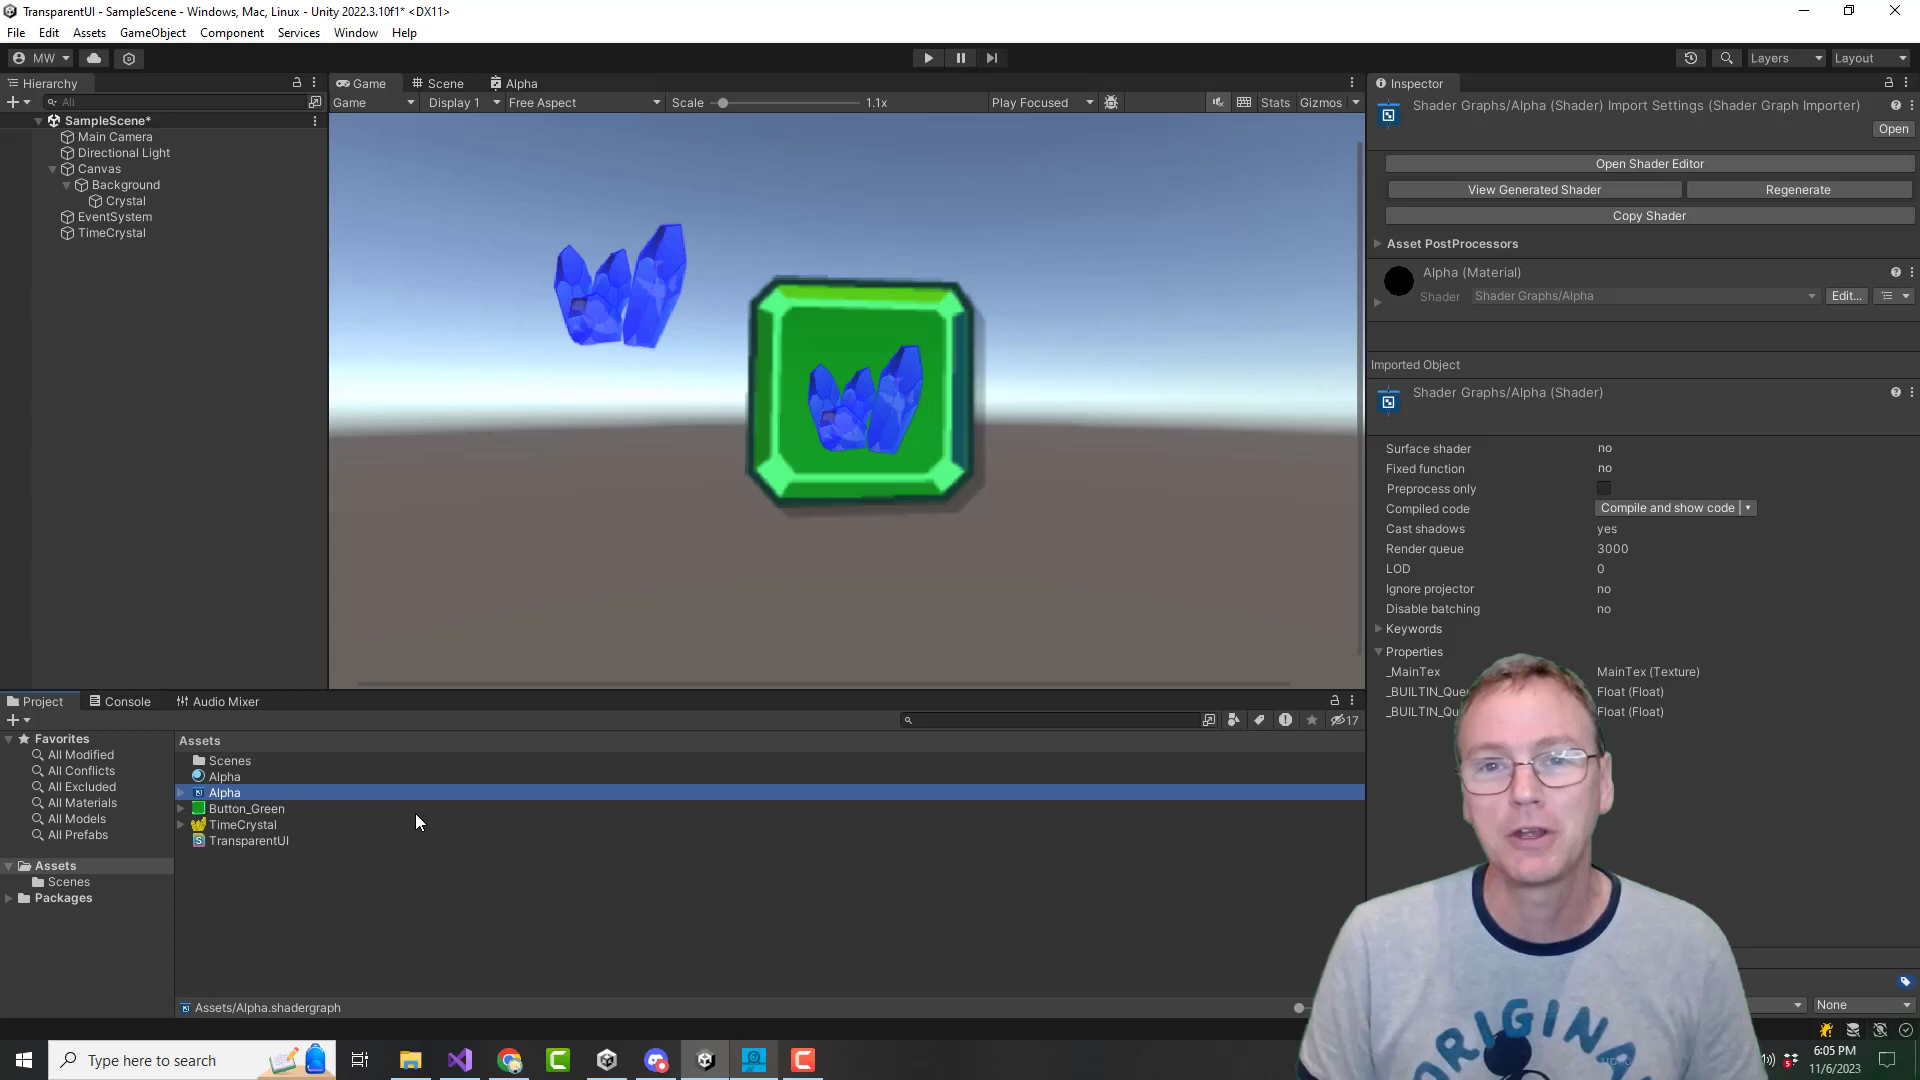 TransparentUI - SampleScene - Windows, Mac, Linux - Unity 2022.3.10f1* <DX11>
File Edit Assets GameObject Component Services Window Help
MW Layers Layout
Hierarchy
All
SampleScene*
Main Camera
Directional Light
Canvas
Background
Crystal
EventSystem
TimeCrystal
Game Scene Alpha
Game Display 1 Free Aspect Scale 1.1x Play Focused Stats Gizmos
Inspector
Shader Graphs/Alpha (Shader) Import Settings (Shader Graph Importer)
Open
Open Shader Editor
View Generated Shader Regenerate
Copy Shader
Asset PostProcessors
Alpha (Material)
Shader Shader Graphs/Alpha Edit...
Imported Object
Shader Graphs/Alpha (Shader)
Surface shader no
Fixed function no
Preprocess only
Compiled code Compile and show code
Cast shadows yes
Render queue 3000
LOD 0
Ignore projector no
Disable batching no
Keywords
Properties
_MainTex MainTex (Texture)
_BUILTIN_Qu Float (Float)
_BUILTIN_Qu Float (Float)
None
Project Console Audio Mixer
17
Favorites
All Modified
All Conflicts
All Excluded
All Materials
All Models
All Prefabs
Assets
Scenes
Packages
Assets
Scenes
Alpha
Alpha
Button_Green
TimeCrystal
TransparentUI
Assets/Alpha.shadergraph
ORIGINA
Type here to search
6:05 PM
11/6/2023